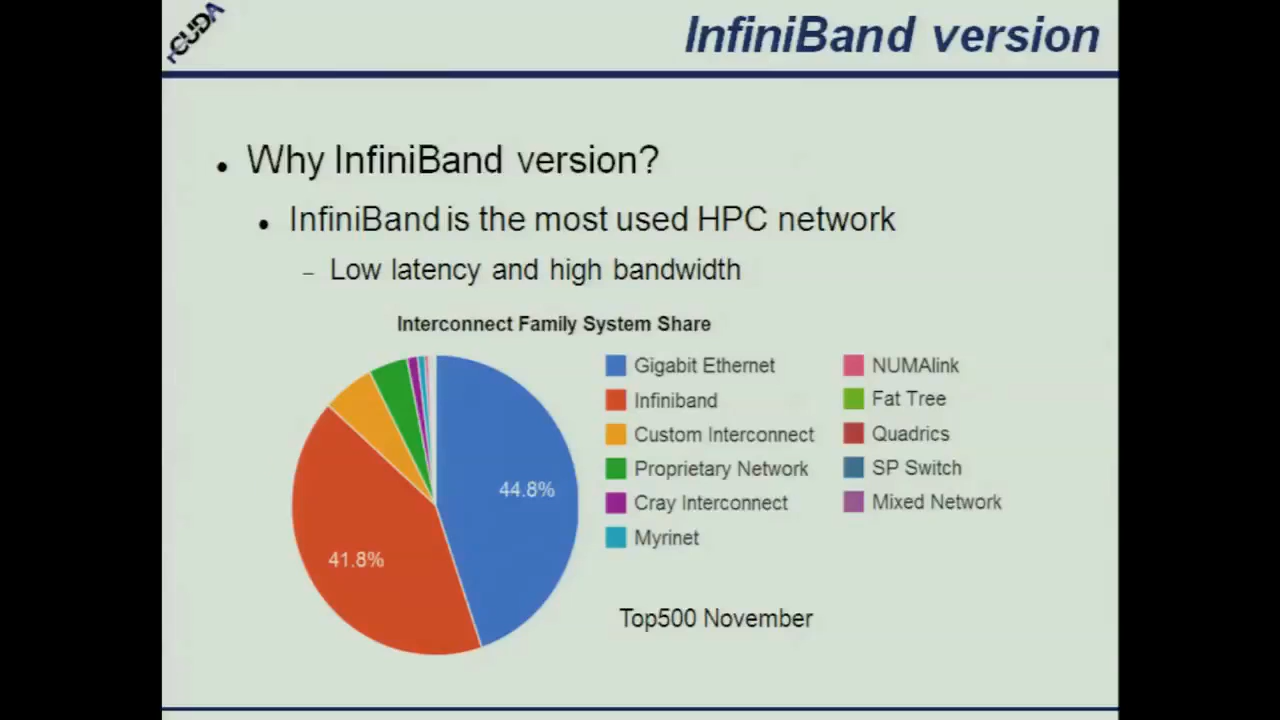 rCUDA
InfiniBand version
Why InfiniBand version?
InfiniBand is the most used HPC network
– Low latency and high bandwidth
Interconnect Family System Share
Gigabit Ethernet
Infiniband
Custom Interconnect
Proprietary Network
Cray Interconnect
Myrinet
NUMAlink
Fat Tree
Quadrics
SP Switch
Mixed Network
44.8%
41.8%
Top500 November